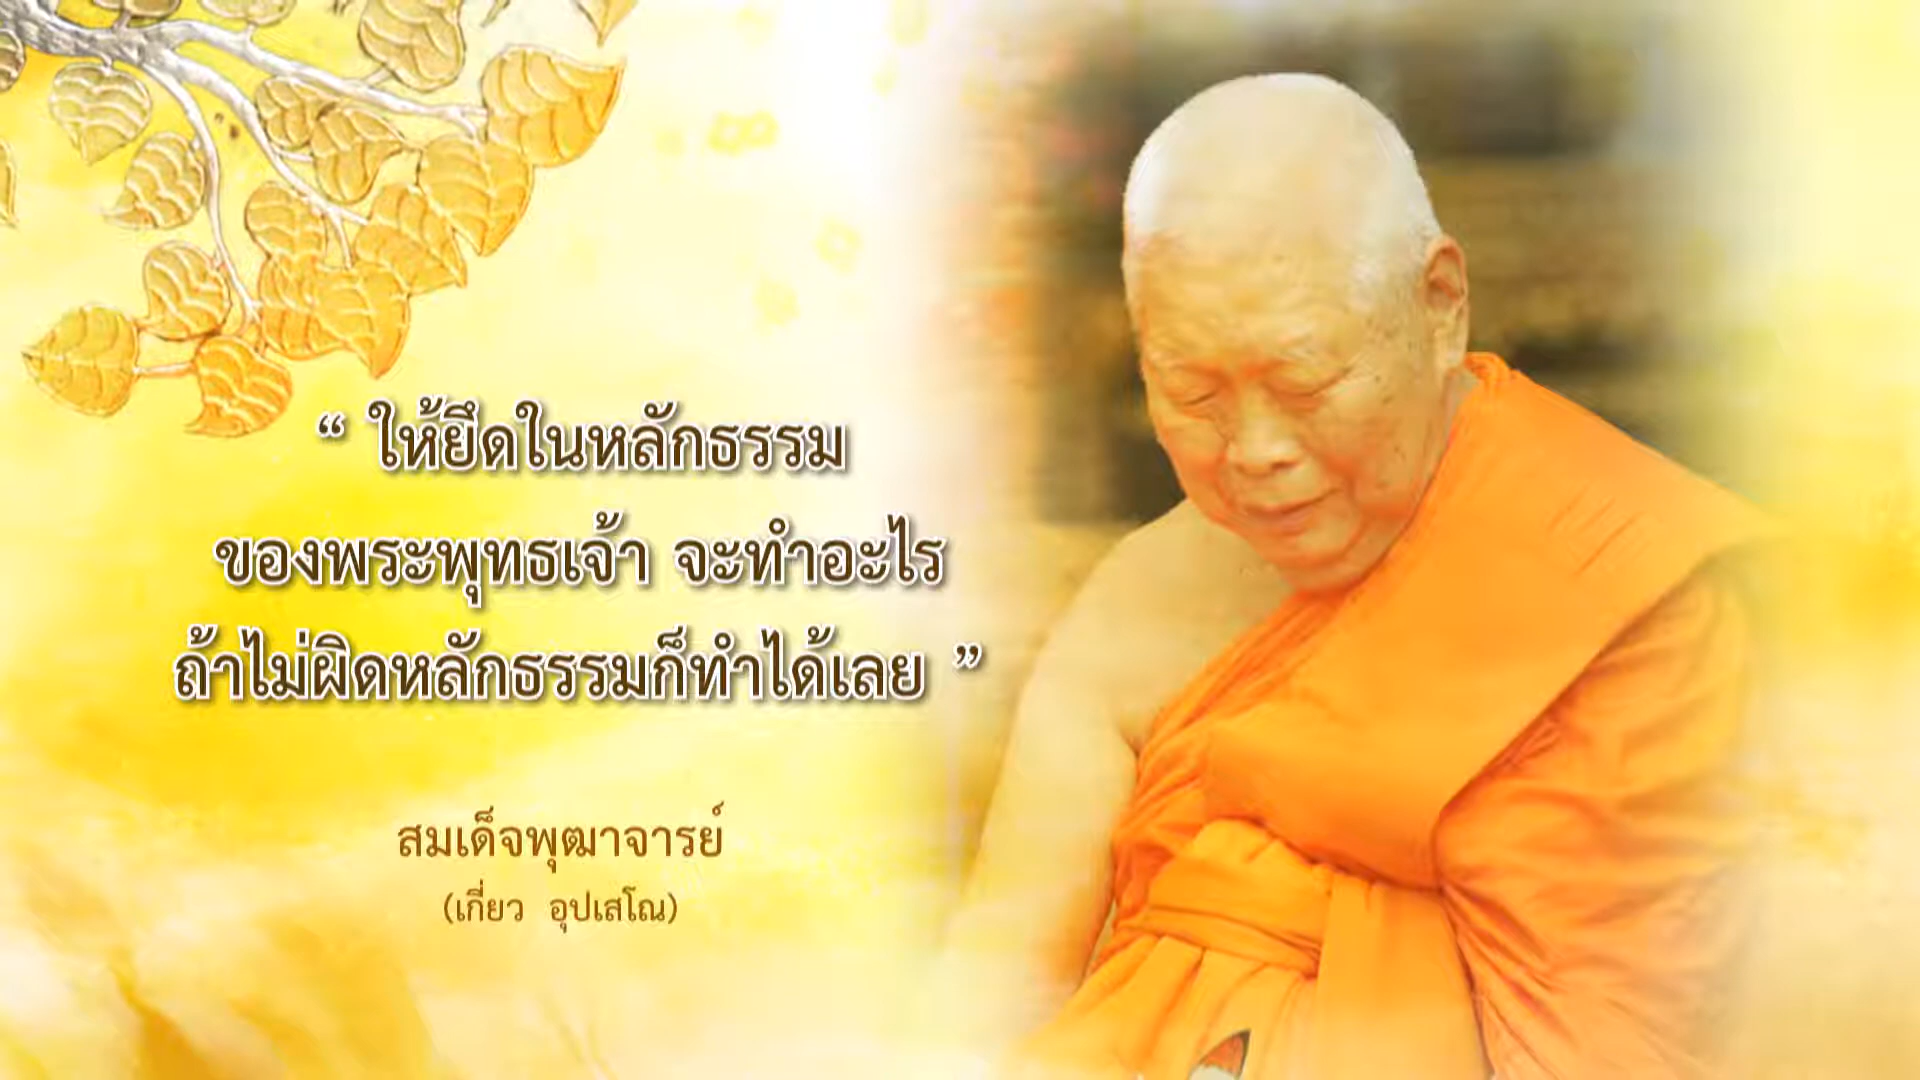 “ ให้ยึดในหลักธรรม
ของพระพุทธเจ้า จะทำอะไร
ถ้าไม่ผิดหลักธรรมก็ทำได้เลย ”
สมเด็จพุฒาจารย์
(เกี่ยว อุปเสโณ)